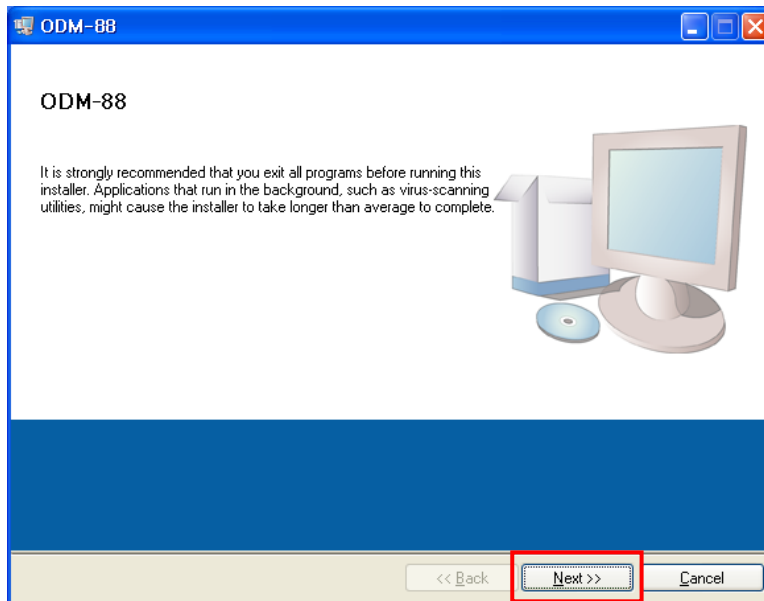 ODM-88
ODM-88
It is strongly recommended that you exit all programs before running this
installer. Applications that run in the background, such as virus-scanning
utilities, might cause the installer to take longer than average to complete.
<< Back
Next >>
Cancel